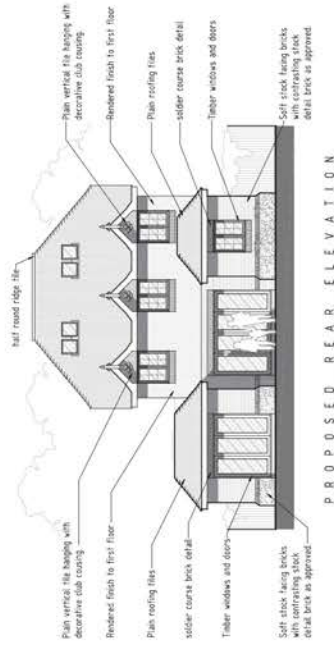 half round ridge tile
Plain vertical tile hanging with
decorative club cousing.
Rendered finish to first floor
Plain roofing tiles
soldier course brick detail
Timber windows and doors
Soft stock facing bricks
with contrasting stock
detail brick as approved.
Plain vertical tile hanging with
decorative club cousing.
Rendered finish to first floor
Plain roofing tiles
soldier course brick detail
Timber windows and doors
Soft stock facing bricks
with contrasting stock
detail brick as approved.
PROPOSED REAR ELEVATION